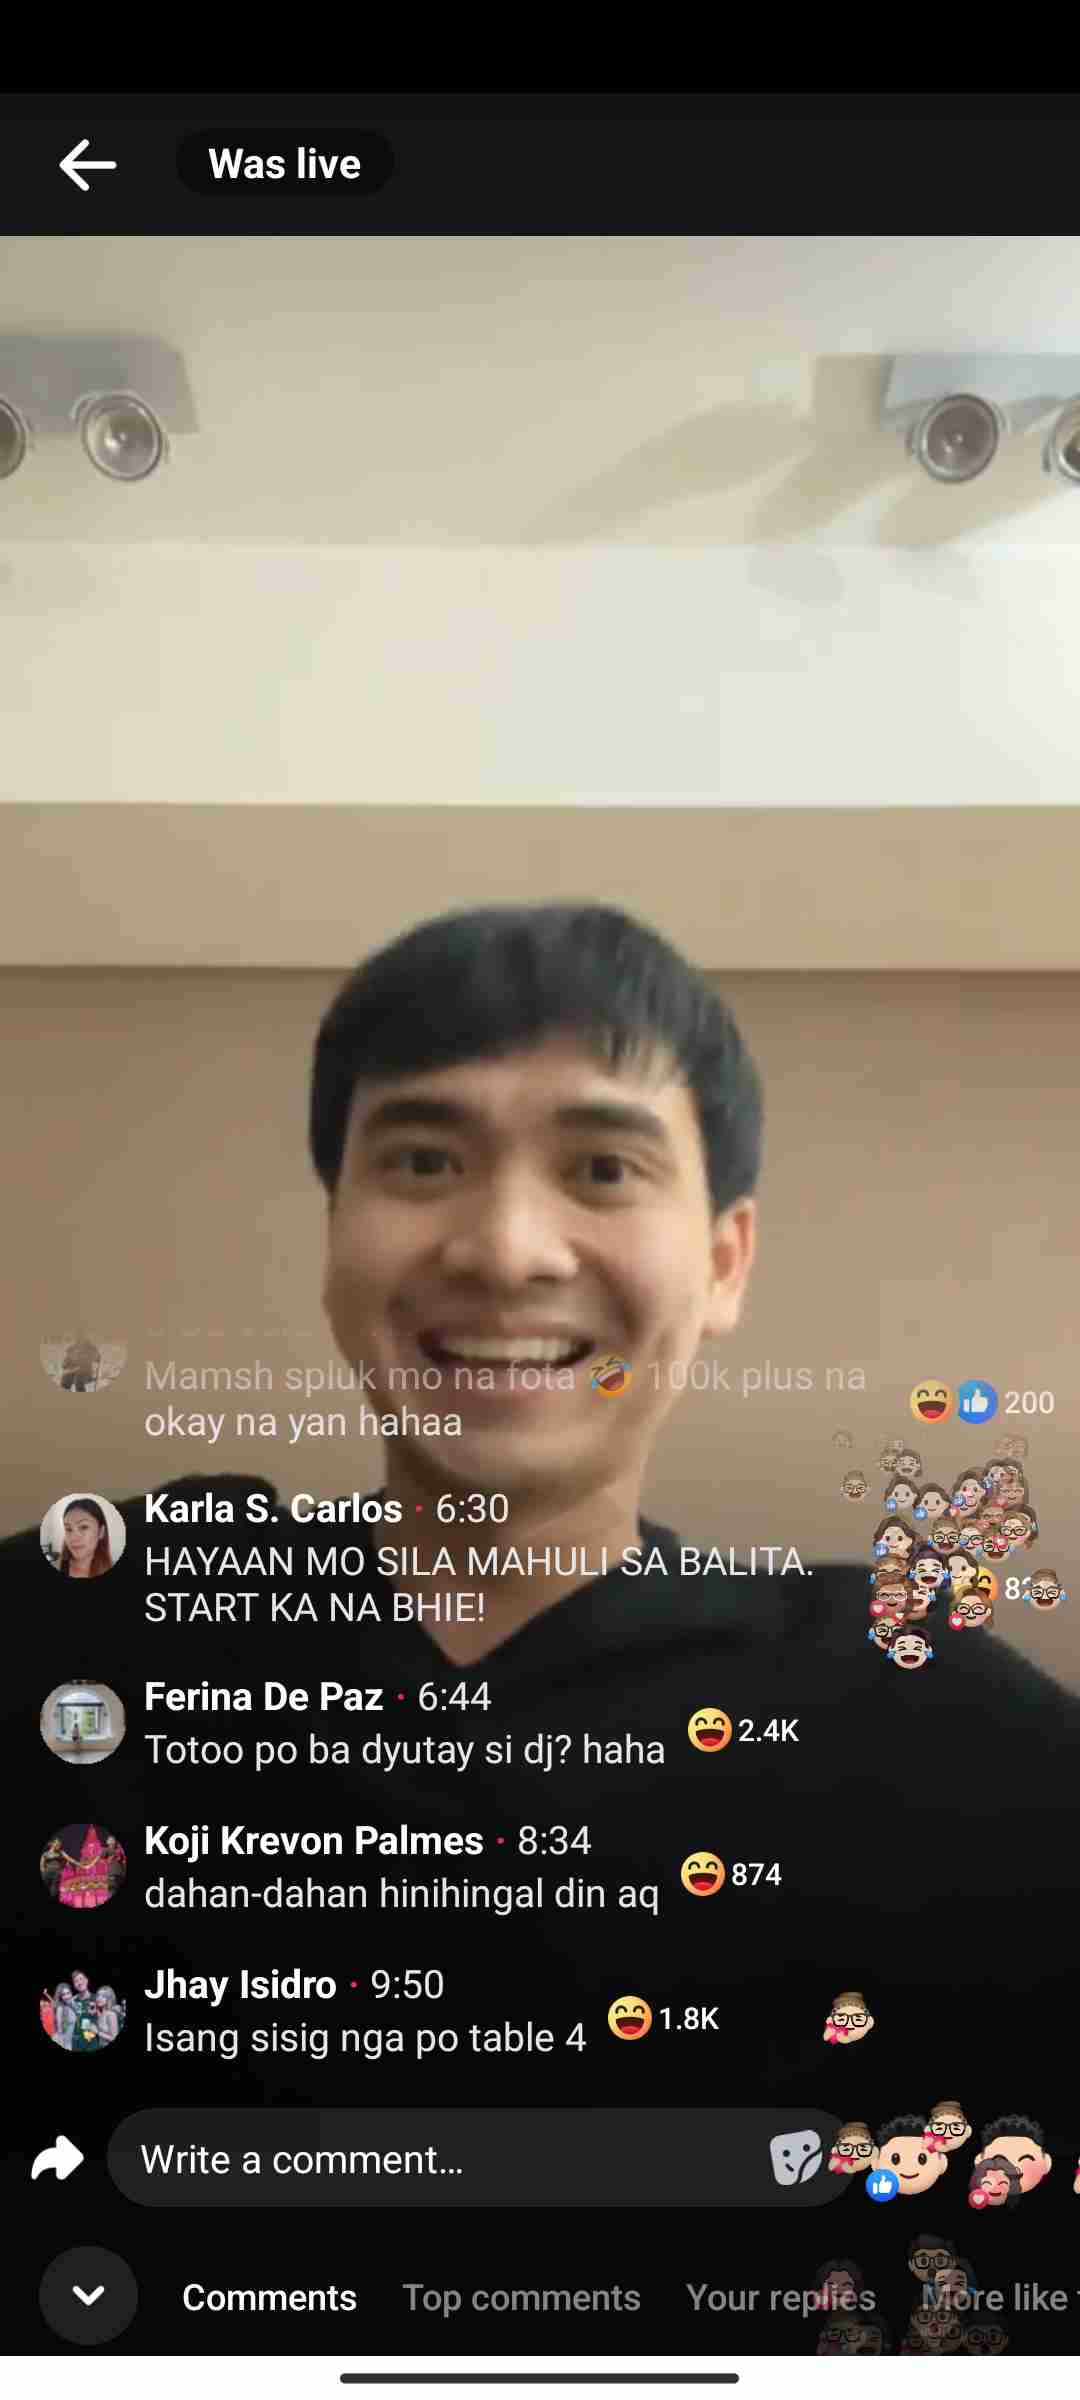 Was live
Mamsh spluk mo na fota 🤣 100k plus na
okay na yan hahaa
200
Karla S. Carlos · 6:30
HAYAAN MO SILA MAHULI SA BALITA.
START KA NA BHIE!
Ferina De Paz · 6:44
Totoo po ba dyutay si dj? haha
2.4K
Koji Krevon Palmes · 8:34
dahan-dahan hinihingal din aq
874
Jhay Isidro · 9:50
Isang sisig nga po table 4
1.8K
Write a comment...
Comments
Top comments
Your replies
More like